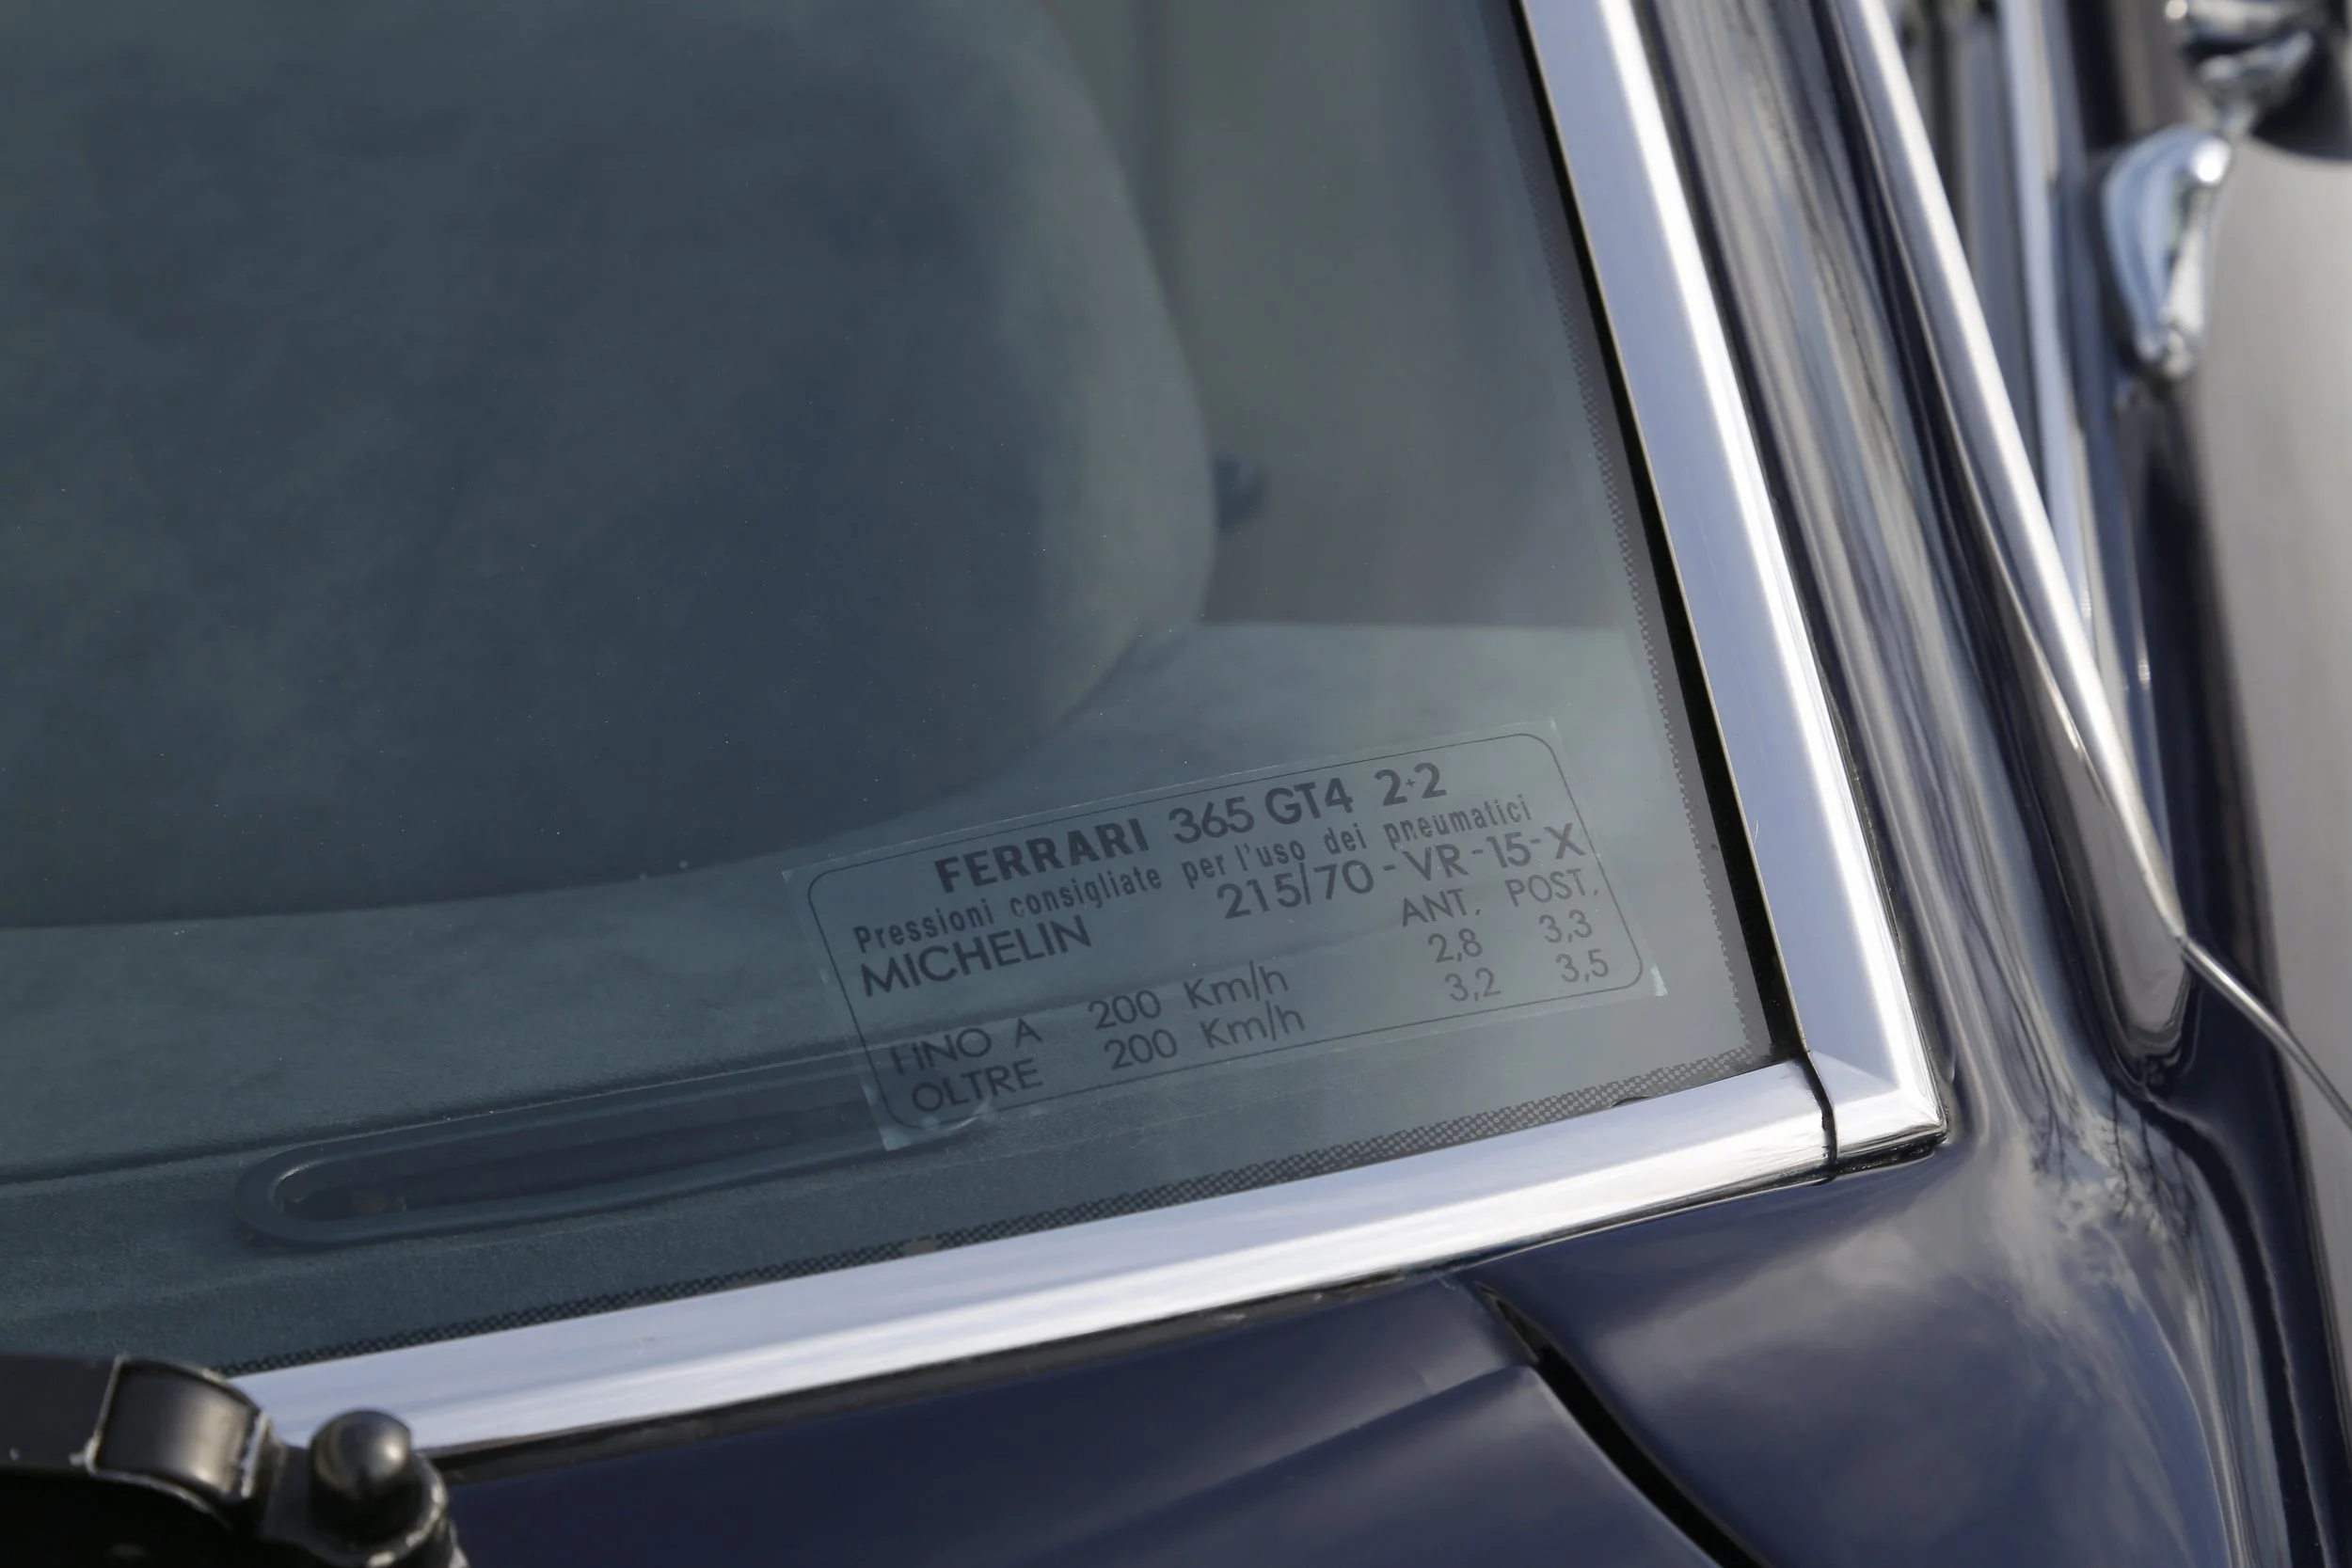 FERRARI 365 GT4 2+2
Pressioni consigliate per l'uso dei pneumatici
MICHELIN 215/70-VR-15-X
ANT. POST.
FINO A 200 Km/h 2,8 3,3
OLTRE 200 Km/h 3,2 3,5